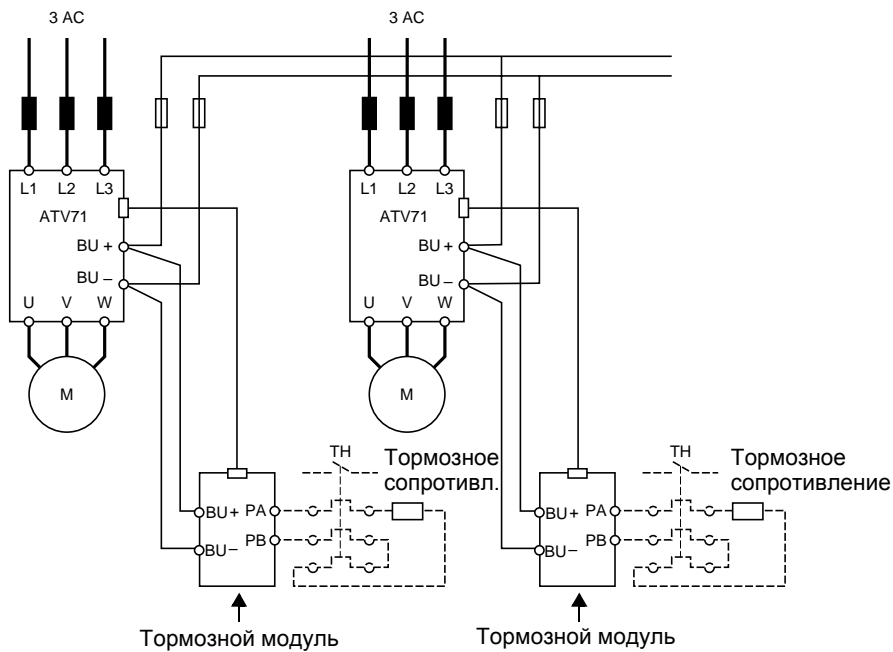 3 AC 3 AC
L1 L2 L3 L1 L2 L3
ATV71 ATV71
BU + BU +
BU – BU –
U V W U V W
M M
TH Тормозное TH Тормозное
сопротивл. сопротивление
BU+ PA BU+ PA
BU– PB BU– PB
Тормозной модуль Тормозной модуль